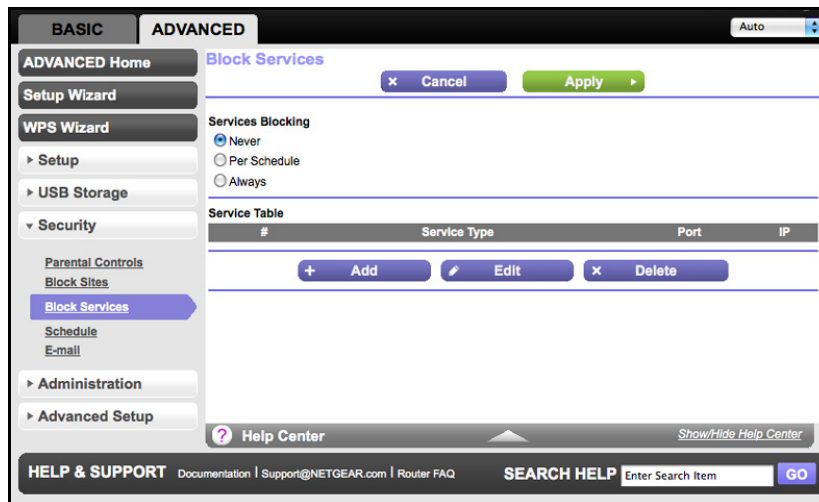 BASIC
ADVANCED
Auto
ADVANCED Home
Setup Wizard
WPS Wizard
Setup
USB Storage
Security
Parental Controls
Block Sites
Block Services
Schedule
E-mail
Administration
Advanced Setup
Block Services
Cancel
Apply
Services Blocking
Never
Per Schedule
Always
Service Table
# Service Type Port IP
Add
Edit
Delete
? Help Center
Show/Hide Help Center
HELP & SUPPORT Documentation | Support@NETGEAR.com | Router FAQ
SEARCH HELP Enter Search Item GO